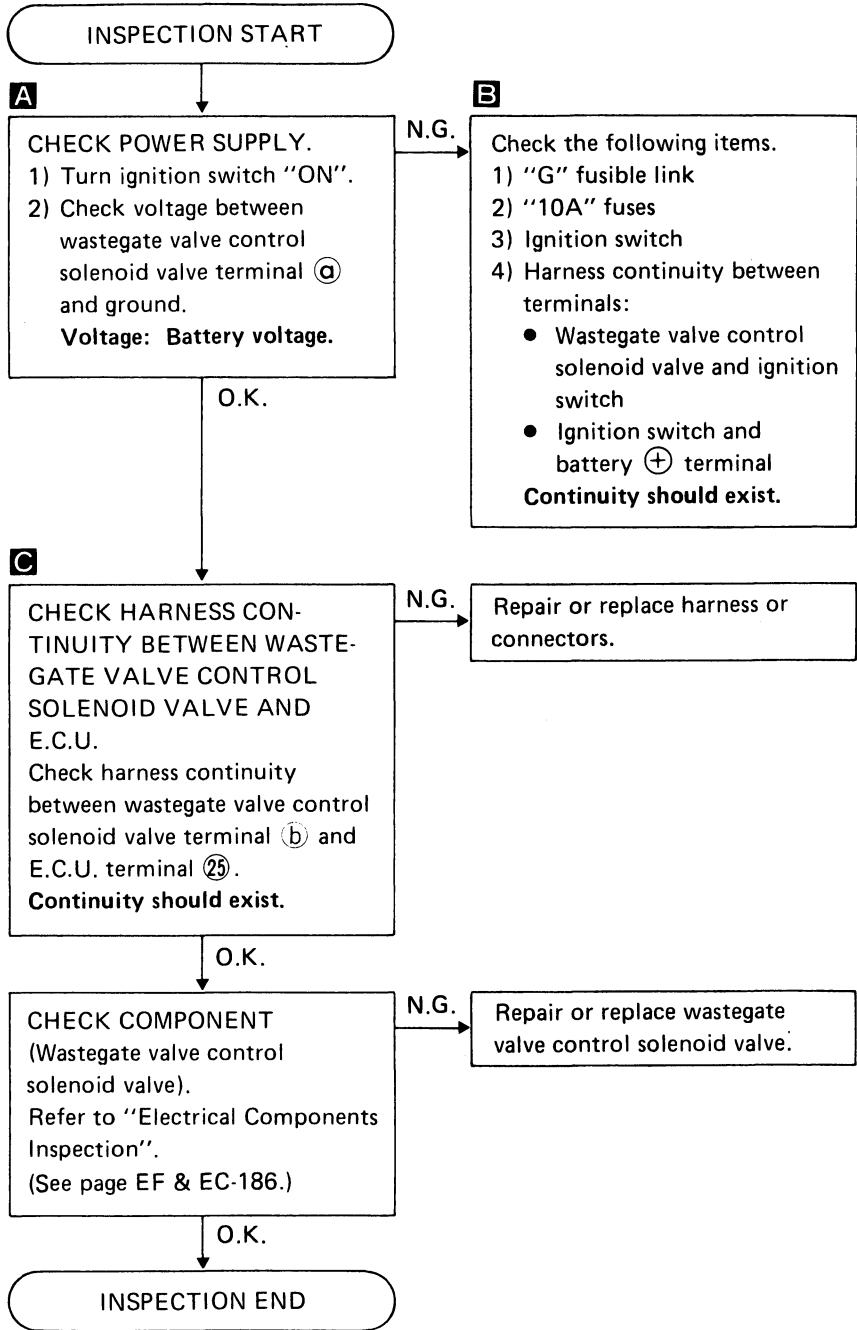 INSPECTION START
A
CHECK POWER SUPPLY.
1) Turn ignition switch "ON".
2) Check voltage between
wastegate valve control
solenoid valve terminal ⓐ
and ground.
Voltage: Battery voltage.
N.G.
B
Check the following items.
1) "G" fusible link
2) "10A" fuses
3) Ignition switch
4) Harness continuity between
terminals:
● Wastegate valve control
solenoid valve and ignition
switch
● Ignition switch and
battery ⊕ terminal
Continuity should exist.
O.K.
C
CHECK HARNESS CON-
TINUITY BETWEEN WASTE-
GATE VALVE CONTROL
SOLENOID VALVE AND
E.C.U.
Check harness continuity
between wastegate valve control
solenoid valve terminal ⓑ and
E.C.U. terminal ㉕.
Continuity should exist.
N.G.
Repair or replace harness or
connectors.
O.K.
CHECK COMPONENT
(Wastegate valve control
solenoid valve).
Refer to "Electrical Components
Inspection".
(See page EF & EC-186.)
N.G.
Repair or replace wastegate
valve control solenoid valve.
O.K.
INSPECTION END